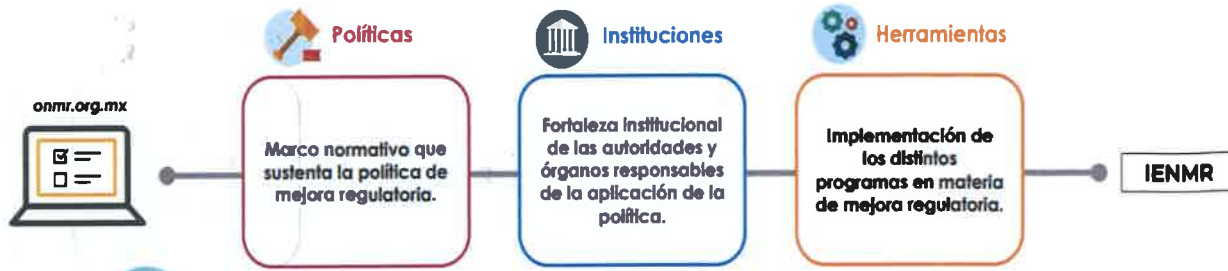 Políticas
Instituciones
Herramientas
onmr.org.mx
Marco normativo que
sustenta la política de
mejora regulatoria.
Fortaleza institucional
de las autoridades y
órganos responsables
de la aplicación de la
política.
Implementación de
los distintos
programas en materia
de mejora regulatoria.
IENMR